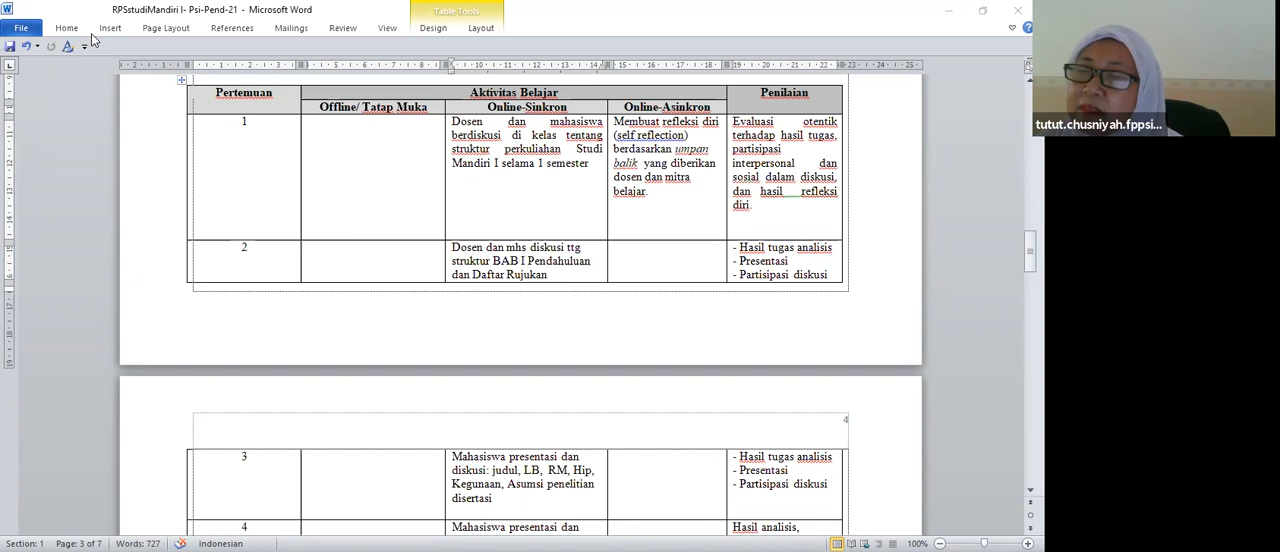 RPSstudiMandiri I- Psi-Pend-21 - Microsoft Word
Table Tools
File Home Insert Page Layout References Mailings Review View Design Layout
tutut.chusniyah.fppsi...
Pertemuan
Aktivitas Belajar
Penilaian
Offline/ Tatap Muka
Online-Sinkron
Online-Asinkron
1
Dosen dan mahasiswa
berdiskusi di kelas tentang
struktur perkuliahan Studi
Mandiri I selama 1 semester
Membuat refleksi diri
(self reflection)
berdasarkan umpan
balik yang diberikan
dosen dan mitra
belajar.
Evaluasi otentik
terhadap hasil tugas,
partisipasi
interpersonal dan
sosial dalam diskusi,
dan hasil refleksi
diri.
2
Dosen dan mhs diskusi ttg
struktur BAB I Pendahuluan
dan Daftar Rujukan
- Hasil tugas analisis
- Presentasi
- Partisipasi diskusi
4
3
Mahasiswa presentasi dan
diskusi: judul, LB, RM, Hip,
Kegunaan, Asumsi penelitian
disertasi
- Hasil tugas analisis
- Presentasi
- Partisipasi diskusi
4
Mahasiswa presentasi dan
Hasil analisis,
Section: 1 Page: 3 of 7 Words: 727 Indonesian 100%